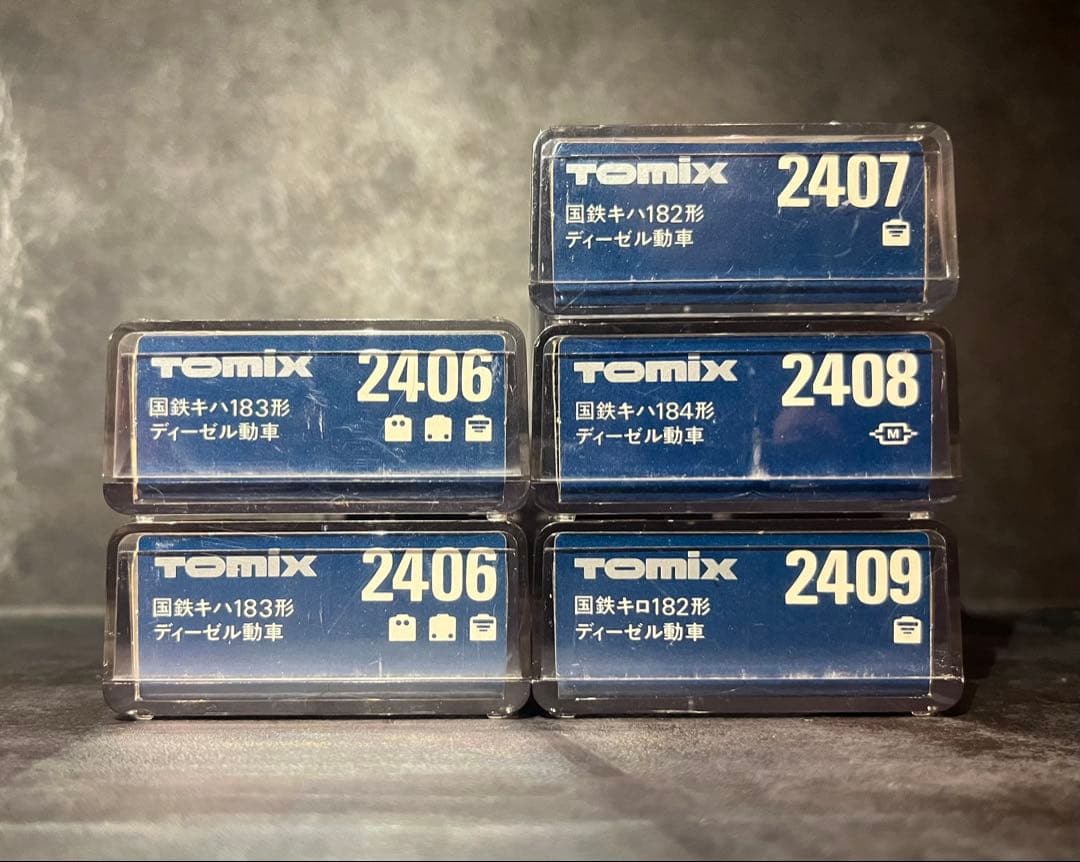 TOMIX 2407
国鉄キハ182形
ディーゼル動車
TOMIX 2406
国鉄キハ183形
ディーゼル動車
TOMIX 2408
国鉄キハ184形
ディーゼル動車
M
TOMIX 2406
国鉄キハ183形
ディーゼル動車
TOMIX 2409
国鉄キロ182形
ディーゼル動車